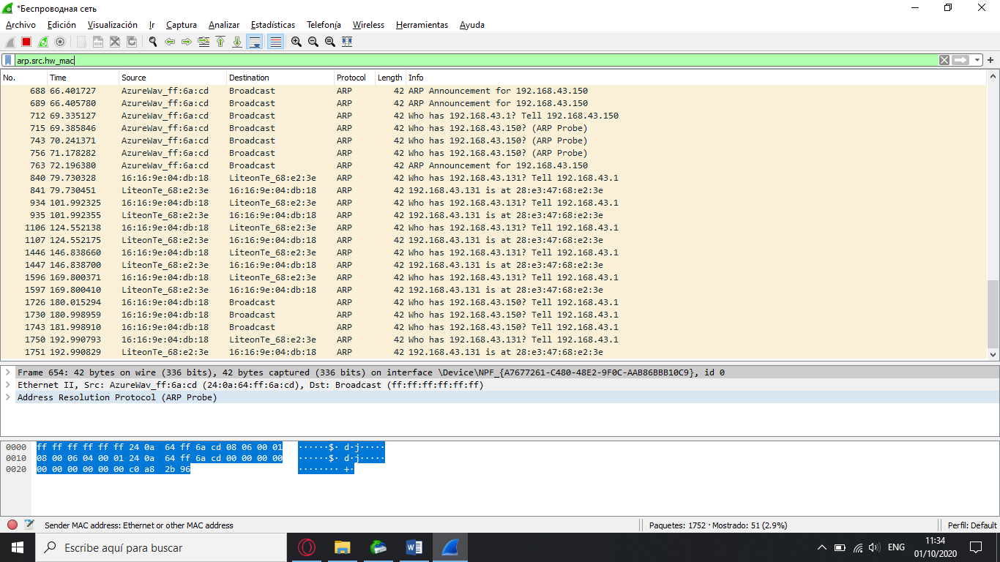 *Беспроводная сеть
Archivo Edición Visualización Ir Captura Analizar Estadísticas Telefonía Wireless Herramientas Ayuda
arp.src.hw_mac
No. Time Source Destination Protocol Length Info
688 66.401727 AzureWav_ff:6a:cd Broadcast ARP 42 ARP Announcement for 192.168.43.150
689 66.405780 AzureWav_ff:6a:cd Broadcast ARP 42 ARP Announcement for 192.168.43.150
712 69.335127 AzureWav_ff:6a:cd Broadcast ARP 42 Who has 192.168.43.1? Tell 192.168.43.150
715 69.385846 AzureWav_ff:6a:cd Broadcast ARP 42 Who has 192.168.43.150? (ARP Probe)
743 70.241371 AzureWav_ff:6a:cd Broadcast ARP 42 Who has 192.168.43.150? (ARP Probe)
756 71.178282 AzureWav_ff:6a:cd Broadcast ARP 42 Who has 192.168.43.150? (ARP Probe)
763 72.196380 AzureWav_ff:6a:cd Broadcast ARP 42 ARP Announcement for 192.168.43.150
840 79.730328 16:16:9e:04:db:18 LiteonTe_68:e2:3e ARP 42 Who has 192.168.43.131? Tell 192.168.43.1
841 79.730451 LiteonTe_68:e2:3e 16:16:9e:04:db:18 ARP 42 192.168.43.131 is at 28:e3:47:68:e2:3e
934 101.992325 16:16:9e:04:db:18 LiteonTe_68:e2:3e ARP 42 Who has 192.168.43.131? Tell 192.168.43.1
935 101.992355 LiteonTe_68:e2:3e 16:16:9e:04:db:18 ARP 42 192.168.43.131 is at 28:e3:47:68:e2:3e
1106 124.552138 16:16:9e:04:db:18 LiteonTe_68:e2:3e ARP 42 Who has 192.168.43.131? Tell 192.168.43.1
1107 124.552175 LiteonTe_68:e2:3e 16:16:9e:04:db:18 ARP 42 192.168.43.131 is at 28:e3:47:68:e2:3e
1446 146.838660 16:16:9e:04:db:18 LiteonTe_68:e2:3e ARP 42 Who has 192.168.43.131? Tell 192.168.43.1
1447 146.838700 LiteonTe_68:e2:3e 16:16:9e:04:db:18 ARP 42 192.168.43.131 is at 28:e3:47:68:e2:3e
1596 169.800371 16:16:9e:04:db:18 LiteonTe_68:e2:3e ARP 42 Who has 192.168.43.131? Tell 192.168.43.1
1597 169.800410 LiteonTe_68:e2:3e 16:16:9e:04:db:18 ARP 42 192.168.43.131 is at 28:e3:47:68:e2:3e
1726 180.015294 16:16:9e:04:db:18 Broadcast ARP 42 Who has 192.168.43.150? Tell 192.168.43.1
1730 180.998959 16:16:9e:04:db:18 Broadcast ARP 42 Who has 192.168.43.150? Tell 192.168.43.1
1743 181.998910 16:16:9e:04:db:18 Broadcast ARP 42 Who has 192.168.43.150? Tell 192.168.43.1
1750 192.990793 16:16:9e:04:db:18 LiteonTe_68:e2:3e ARP 42 Who has 192.168.43.131? Tell 192.168.43.1
1751 192.990829 LiteonTe_68:e2:3e 16:16:9e:04:db:18 ARP 42 192.168.43.131 is at 28:e3:47:68:e2:3e
Frame 654: 42 bytes on wire (336 bits), 42 bytes captured (336 bits) on interface \Device\NPF_{A7677261-C480-48E2-9F0C-AAB86BBB10C9}, id 0
Ethernet II, Src: AzureWav_ff:6a:cd (24:0a:64:ff:6a:cd), Dst: Broadcast (ff:ff:ff:ff:ff:ff)
Address Resolution Protocol (ARP Probe)
0000 ff ff ff ff ff ff 24 0a 64 ff 6a cd 08 06 00 01 ······$· d·j·····
0010 08 00 06 04 00 01 24 0a 64 ff 6a cd 00 00 00 00 ······$· d·j·····
0020 00 00 00 00 00 00 c0 a8 2b 96 ········ +·
Sender MAC address: Ethernet or other MAC address Paquetes: 1752 · Mostrado: 51 (2.9%) Perfil: Default
Escribe aquí para buscar
ENG
11:34
01/10/2020